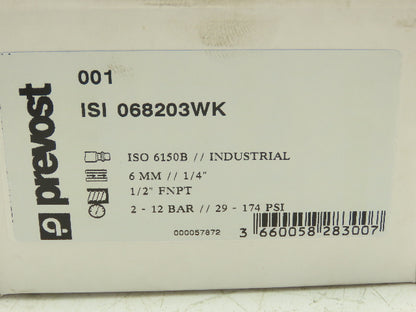 prevost
001
ISI 068203WK
ISO 6150B // INDUSTRIAL
6 MM // 1/4"
1/2" FNPT
2 - 12 BAR // 29 - 174 PSI
000057872
3 660058 283007